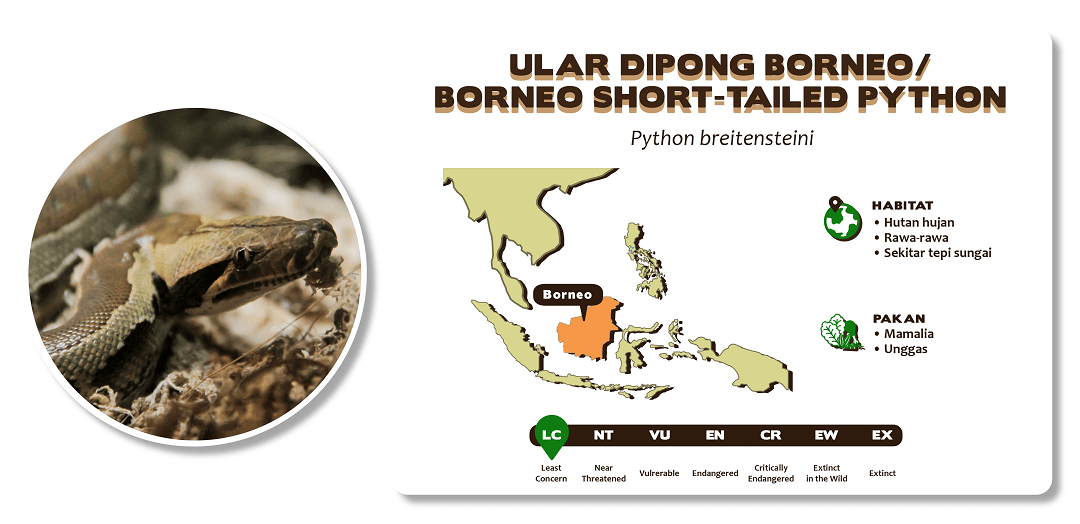 ULAR DIPONG BORNEO/
BORNEO SHORT-TAILED PYTHON
Python breitensteini
Borneo
HABITAT
• Hutan hujan
• Rawa-rawa
• Sekitar tepi sungai
PAKAN
• Mamalia
• Unggas
LC NT VU EN CR EW EX
Least Concern
Near Threatened
Vulrerable
Endangered
Critically Endangered
Extinct in the Wild
Extinct